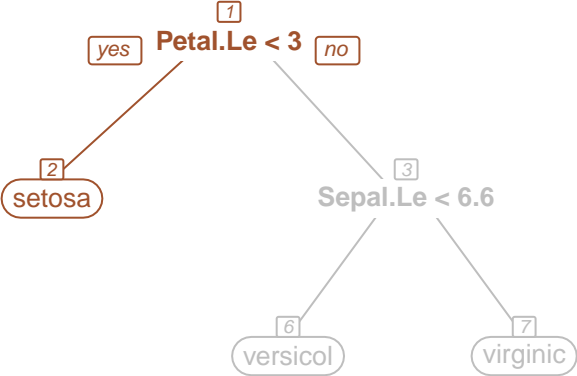 1
Petal.Le < 3
yes
no
2
setosa
3
Sepal.Le < 6.6
6
versicol
7
virginic